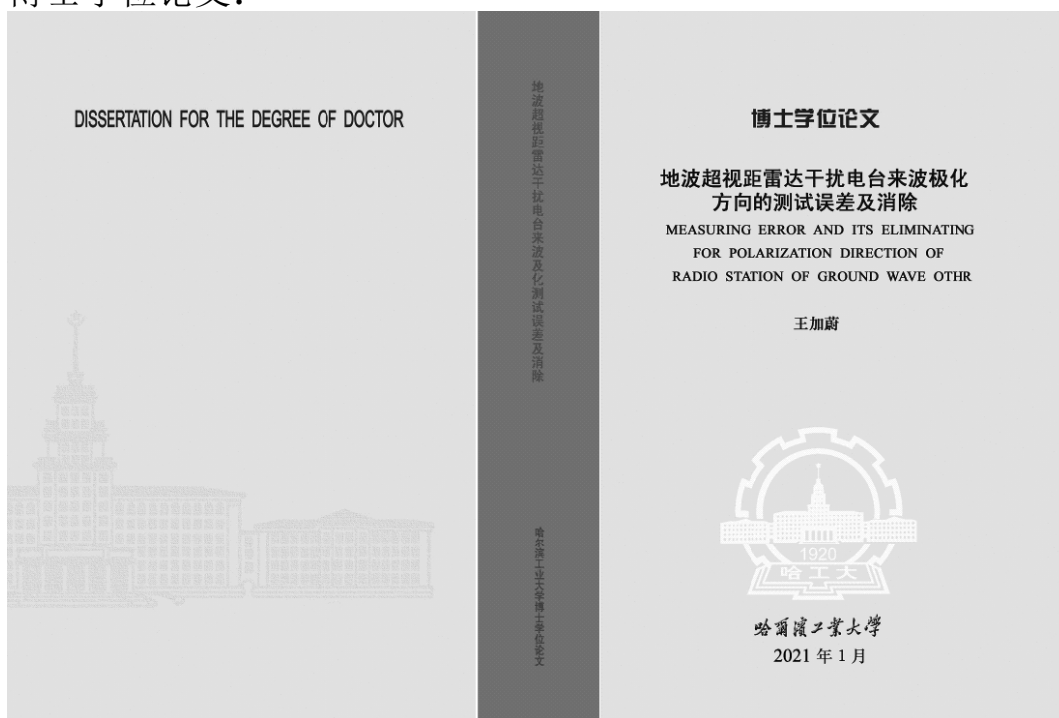 博士学位论文:
DISSERTATION FOR THE DEGREE OF DOCTOR
地波超视距雷达干扰电台来波及化测试误差及消除
哈尔滨工业大学博士学位论文
博士学位论文
地波超视距雷达干扰电台来波极化
方向的测试误差及消除
MEASURING ERROR AND ITS ELIMINATING
FOR POLARIZATION DIRECTION OF
RADIO STATION OF GROUND WAVE OTHR
王加蔚
1920
哈工大
哈爾濱工業大學
2021 年 1 月